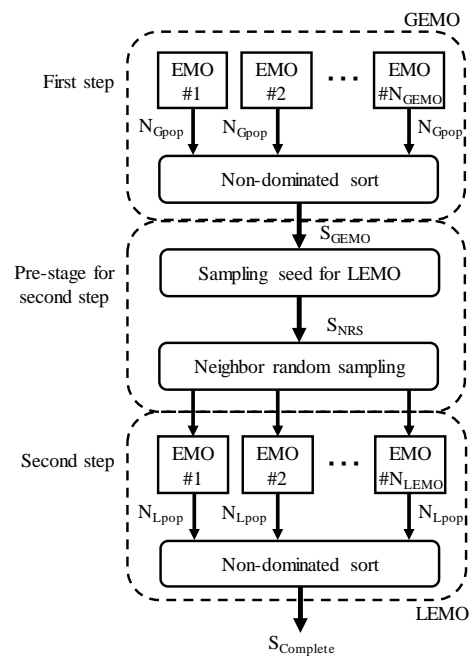 GEMO
First step
EMO #1
EMO #2
...
EMO #N_GEMO
N_Gpop
N_Gpop
N_Gpop
Non-dominated sort
S_GEMO
Pre-stage for second step
Sampling seed for LEMO
S_NRS
Neighbor random sampling
Second step
EMO #1
EMO #2
...
EMO #N_LEMO
N_Lpop
N_Lpop
N_Lpop
Non-dominated sort
LEMO
S_Complete